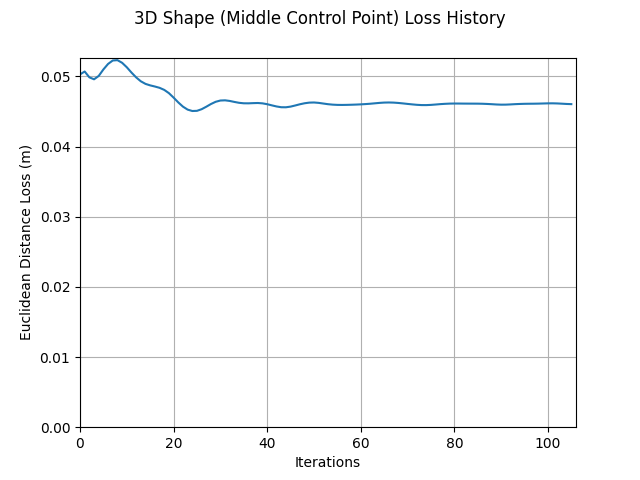 3D Shape (Middle Control Point) Loss History
Euclidean Distance Loss (m)
0.05
0.04
0.03
0.02
0.01
0.00
0 20 40 60 80 100
Iterations